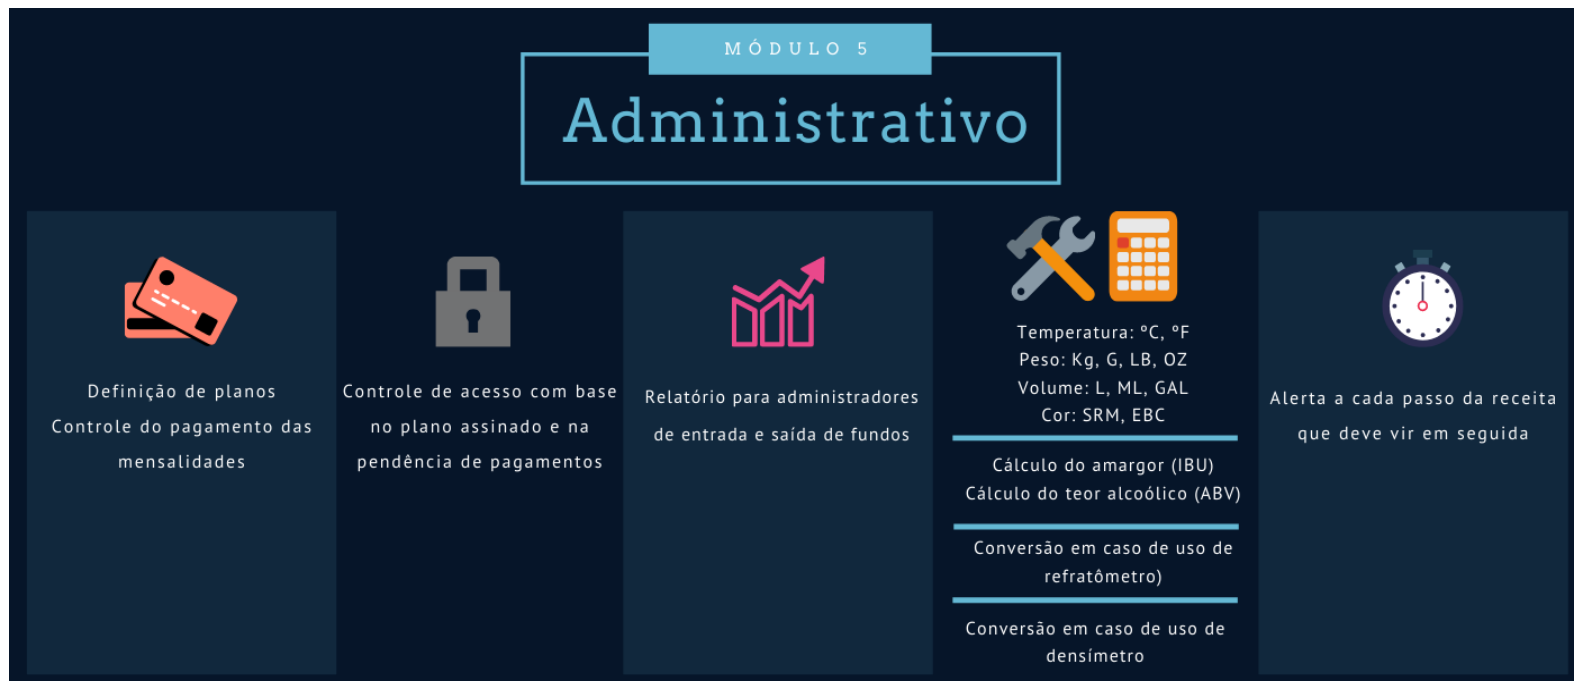 MÓDULO 5
Administrativo
Definição de planos
Controle do pagamento das
mensalidades
Controle de acesso com base
no plano assinado e na
pendência de pagamentos
Relatório para administradores
de entrada e saída de fundos
Temperatura: ºC, ºF
Peso: Kg, G, LB, OZ
Volume: L, ML, GAL
Cor: SRM, EBC
Cálculo do amargor (IBU)
Cálculo do teor alcoólico (ABV)
Conversão em caso de uso de
refratômetro)
Conversão em caso de uso de
densímetro
Alerta a cada passo da receita
que deve vir em seguida